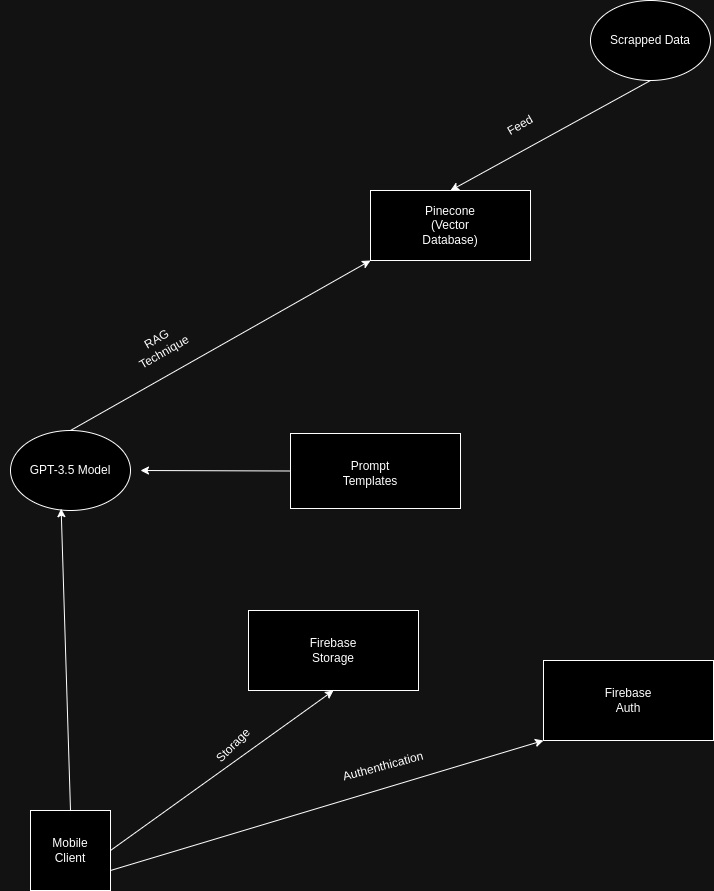 Scrapped Data
Feed
Pinecone
(Vector
Database)
RAG
Technique
GPT-3.5 Model
Prompt
Templates
Firebase
Storage
Firebase
Auth
Storage
Authenthication
Mobile
Client